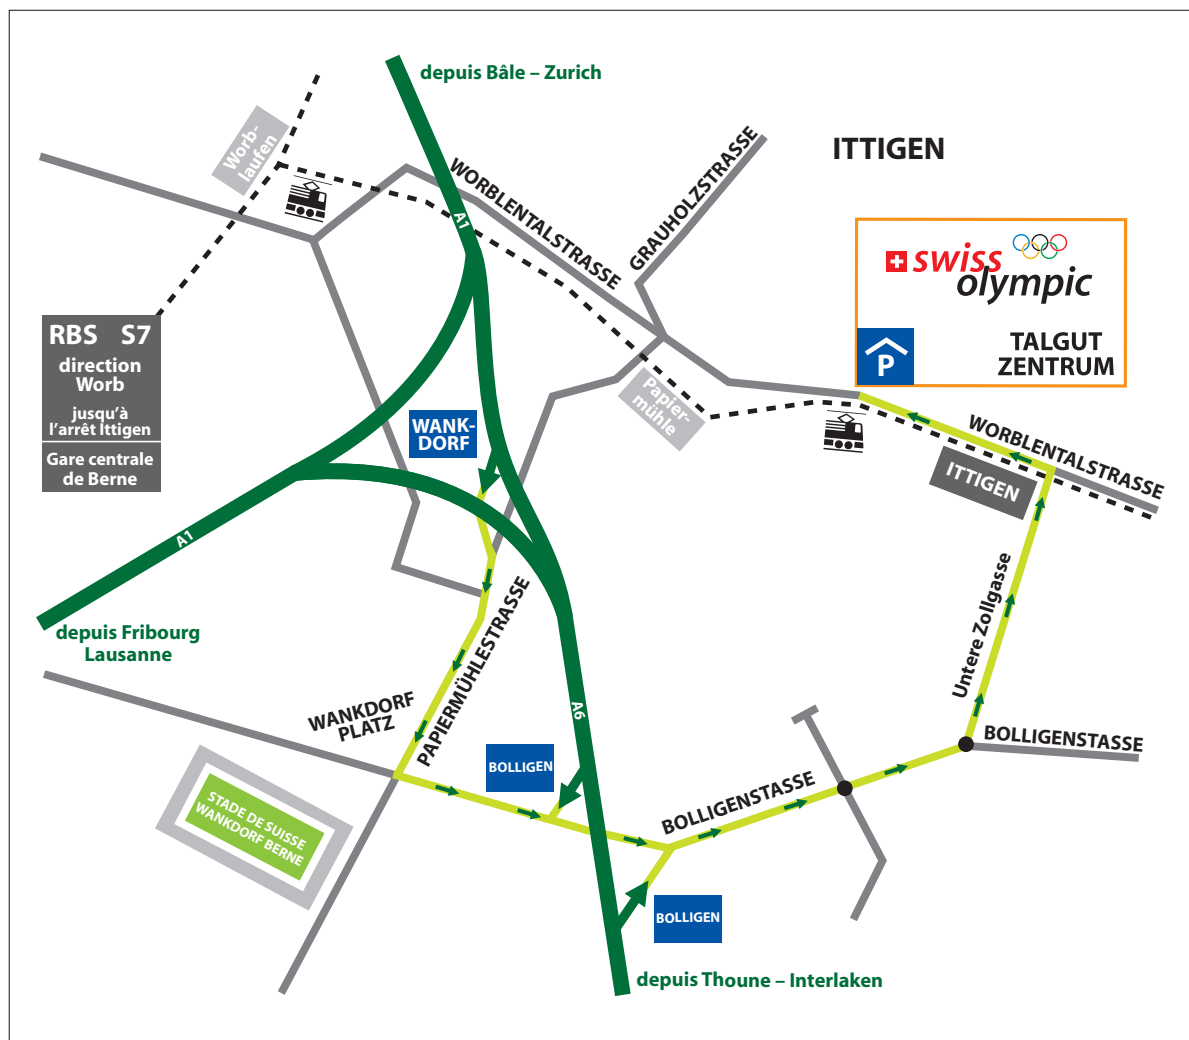 depuis Bâle – Zurich
Worb-
laufen
A1
WORBLENTALSTRASSE
GRAUHOLZSTRASSE
ITTIGEN
swiss
olympic
TALGUT
ZENTRUM
P
RBS S7
direction
Worb
jusqu'à
l'arrêt Ittigen
Gare centrale
de Berne
Papier-
mühle
WANK-
DORF
WORBLENTALSTRASSE
ITTIGEN
A1
depuis Fribourg
Lausanne
PAPIERMÜHLESTRASSE
Untere Zollgasse
WANKDORF
PLATZ
A6
BOLLIGEN
BOLLIGENSTASSE
BOLLIGENSTASSE
STADE DE SUISSE
WANKDORF BERNE
BOLLIGEN
depuis Thoune – Interlaken